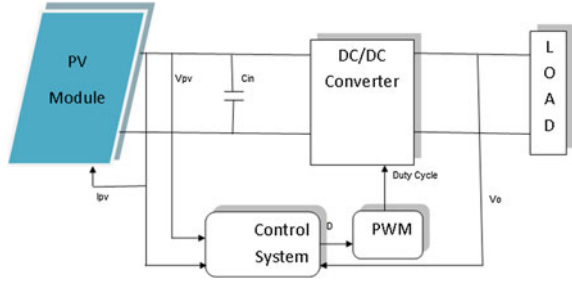 PV
Module
Vpv
Cin
DC/DC
Converter
L
O
A
D
Ipv
Duty Cycle
Vo
Control
System
D
PWM